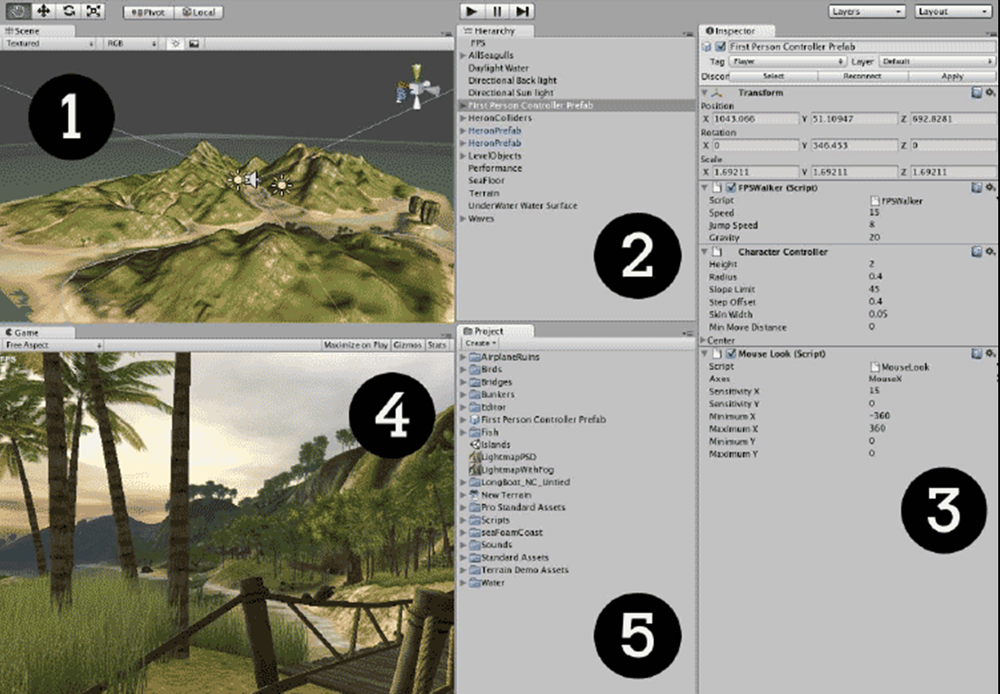 Pivot Local
Layers Layout
Scene
Textured RGB
1
Hierarchy
FPS
AllSeagulls
Daylight Water
Directional Back light
Directional Sun light
First Person Controller Prefab
HeronColliders
HeronPrefab
HeronPrefab
LevelObjects
Performance
SeaFloor
Terrain
UnderWater Water Surface
Waves
2
Inspector
First Person Controller Prefab
Tag Player Layer Default
Discor Select Reconnect Apply
Transform
Position
X 1043.066 Y 51.10947 Z 692.8281
Rotation
X 0 Y 346.453 Z 0
Scale
X 1.69211 Y 1.69211 Z 1.69211
FPSWalker (Script)
Script FPSWalker
Speed 15
Jump Speed 8
Gravity 20
Character Controller
Height 2
Radius 0.4
Slope Limit 45
Step Offset 0.4
Skin Width 0.05
Min Move Distance 0
Center
Mouse Look (Script)
Script MouseLook
Axes MouseX
Sensitivity X 15
Sensitivity Y 0
Minimum X -360
Maximum X 360
Minimum Y 0
Maximum Y 0
3
Game
Free Aspect Maximize on Play Gizmos Stats
FPS
4
Project
Create
AirplaneRuins
Birds
Bridges
Bunkers
Editor
First Person Controller Prefab
Fish
Islands
LightmapPSD
LightmapWithFog
LongBoat_NC_Untied
New Terrain
Pro Standard Assets
Scripts
seaFoamCoast
Sounds
Standard Assets
Terrain Demo Assets
Water
5